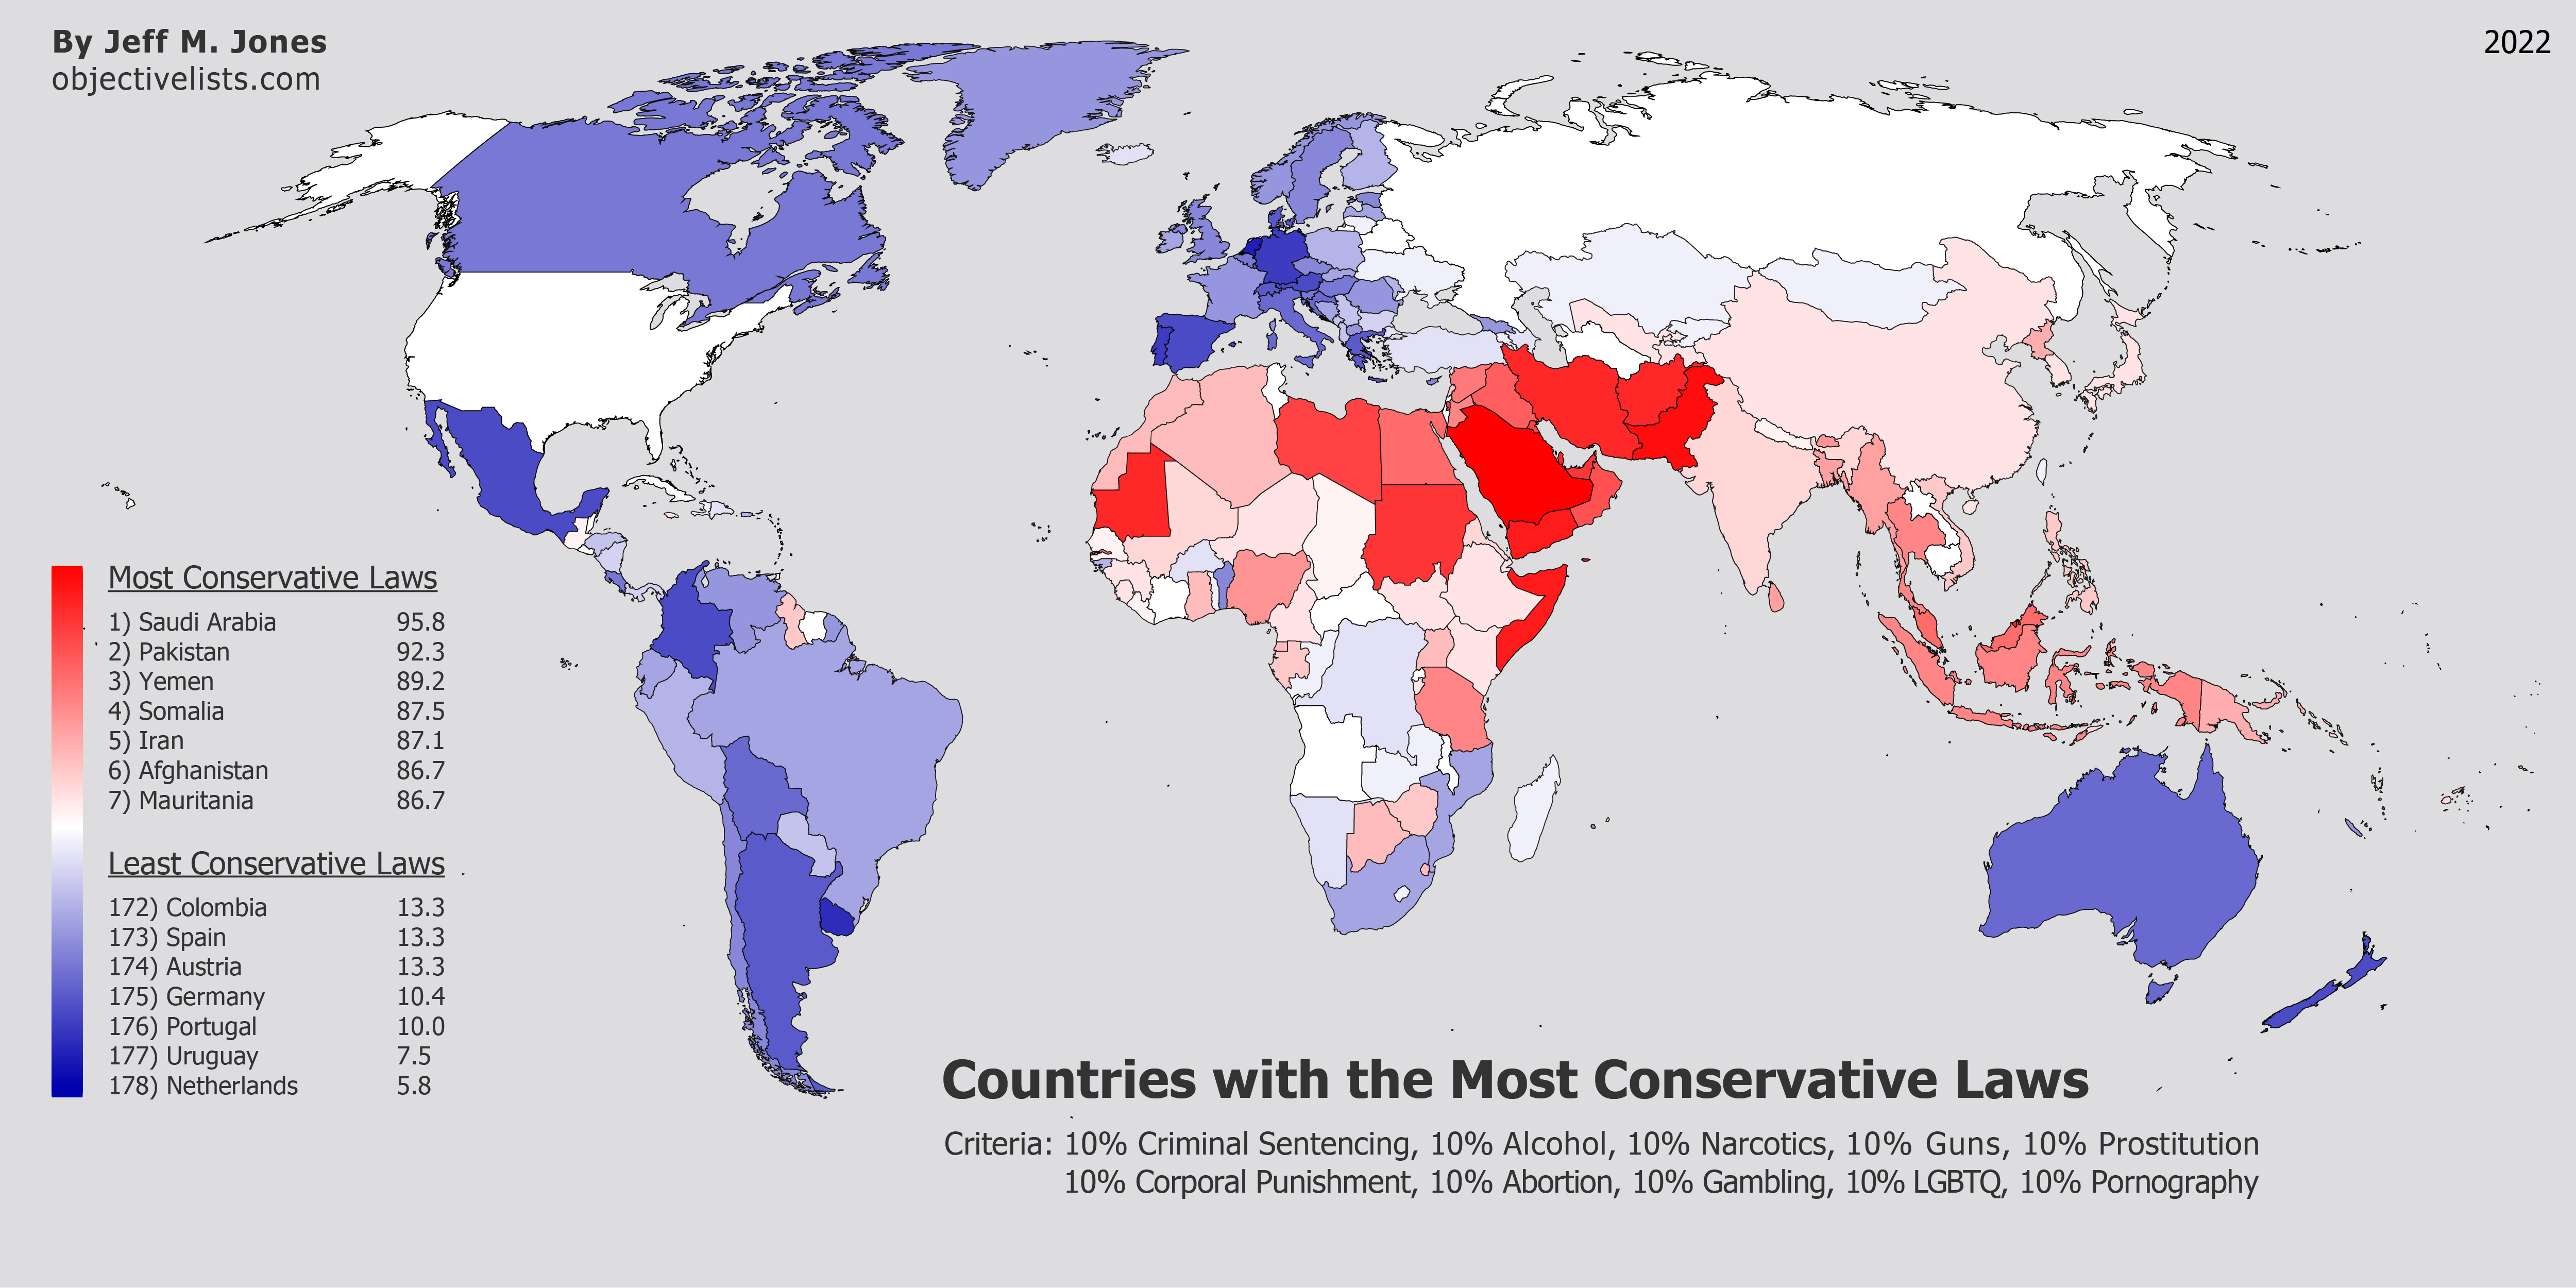 By Jeff M. Jones
objectivelists.com
2022
Most Conservative Laws
1) Saudi Arabia 95.8
2) Pakistan 92.3
3) Yemen 89.2
4) Somalia 87.5
5) Iran 87.1
6) Afghanistan 86.7
7) Mauritania 86.7
Least Conservative Laws
172) Colombia 13.3
173) Spain 13.3
174) Austria 13.3
175) Germany 10.4
176) Portugal 10.0
177) Uruguay 7.5
178) Netherlands 5.8
Countries with the Most Conservative Laws
Criteria: 10% Criminal Sentencing, 10% Alcohol, 10% Narcotics, 10% Guns, 10% Prostitution
10% Corporal Punishment, 10% Abortion, 10% Gambling, 10% LGBTQ, 10% Pornography